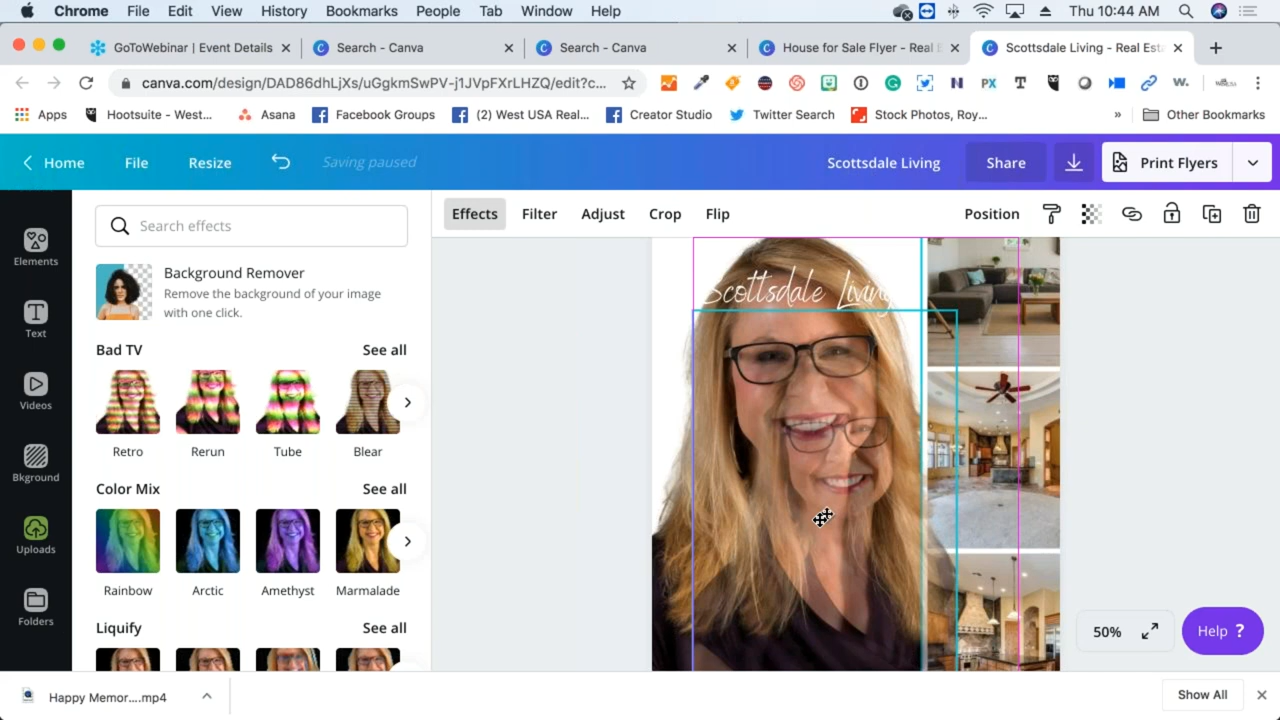 Chrome File Edit View History Bookmarks People Tab Window Help Thu 10:44 AM
GoToWebinar | Event Details Search - Canva Search - Canva House for Sale Flyer - Real E Scottsdale Living - Real Esta
canva.com/design/DAD86dhLjXs/uGgkmSwPV-j1JVpFXrLHZQ/edit?c...
Apps Hootsuite - West... Asana Facebook Groups (2) West USA Real... Creator Studio Twitter Search Stock Photos, Roy... » Other Bookmarks
Home File Resize Saving paused Scottsdale Living Share Print Flyers
Search effects
Effects Filter Adjust Crop Flip Position
Elements
Text
Videos
Bkground
Uploads
Folders
Background Remover
Remove the background of your image
with one click.
Bad TV See all
Retro Rerun Tube Blear
Color Mix See all
Rainbow Arctic Amethyst Marmalade
Liquify See all
Scottsdale Living
50% Help ?
Happy Memor....mp4 Show All